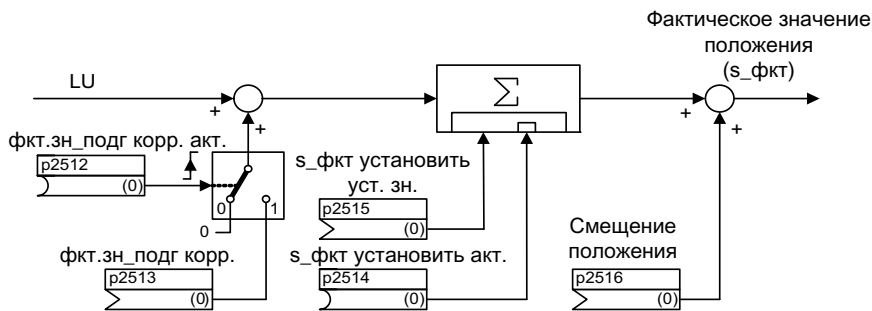 Фактическое значение
положения
(s_фкт)
LU
+
+
Σ
+
+
фкт.зн_подг корр. акт.
p2512
(0)
0
1
0
s_фкт установить
уст. зн.
p2515
(0)
Смещение
положения
p2516
(0)
фкт.зн_подг корр.
p2513
(0)
s_фкт установить акт.
p2514
(0)